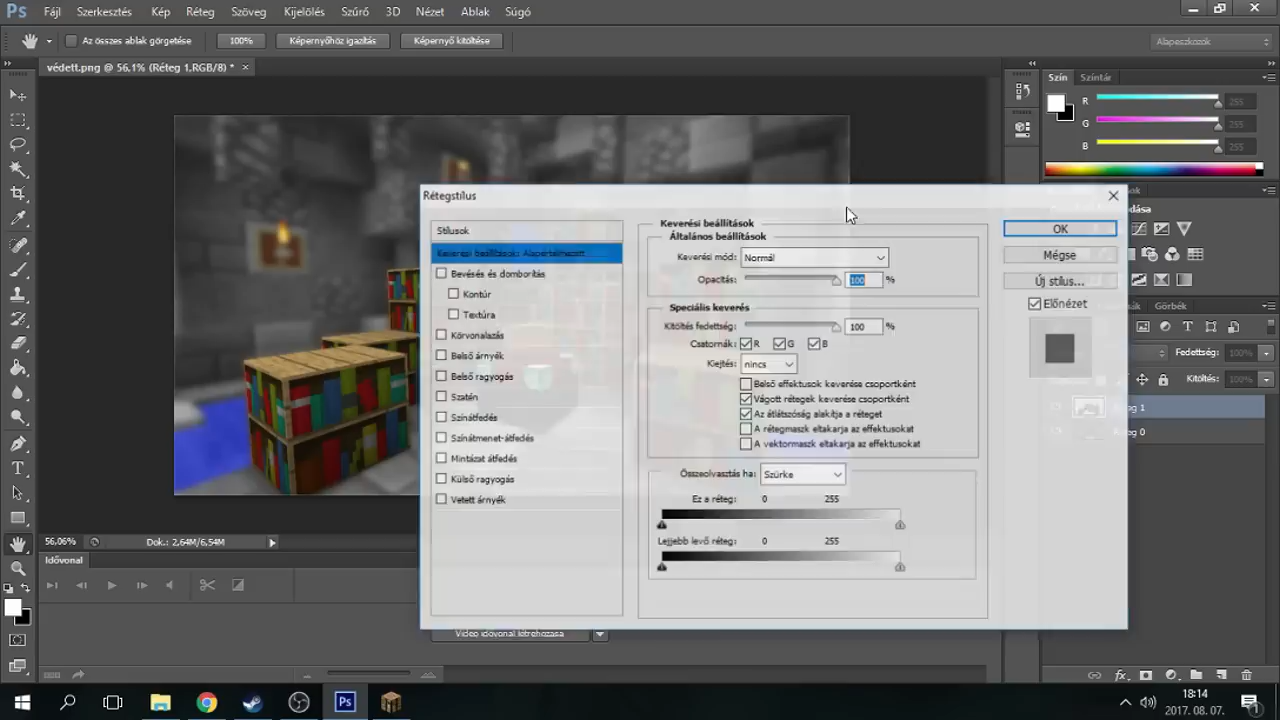 Ps Fájl Szerkesztés Kép Réteg Szöveg Kijelölés Szűrő 3D Nézet Ablak Súgó
Az összes ablak görgetése 100% Képernyőhöz igazítás Képernyő kitöltése Alapeszközök
védett.png @ 56,1% (Réteg 1,RGB/8) * ×
Szín Színtár
R 255
G 255
B 255
Rétegstílus
Stílusok
Keverési beállítások: Alapértelmezett
Bevésés és domborítás
Kontúr
Textúra
Körvonalazás
Belső árnyék
Belső ragyogás
Szatén
Színátfedés
Színátmenet-átfedés
Mintázat átfedés
Külső ragyogás
Vetett árnyék
Keverési beállítások
Általános beállítások
Keverési mód: Normál
Opacitás: 100 %
Speciális keverés
Kitöltés fedettség: 100 %
Csatornák: R G B
Kiejtés: nincs
Belső effektusok keverése csoportként
Vágott rétegek keverése csoportként
Az átlátszóság alakítja a réteget
A rétegmaszk eltakarja az effektusokat
A vektormaszk eltakarja az effektusokat
Összeolvasztás ha: Szürke
Ez a réteg: 0 255
Lejjebb levő réteg: 0 255
OK
Mégse
Új stílus...
Előnézet
Görbék
Fedettség: 100%
Kitöltés: 100%
Réteg 0
56,06% Dok.: 2,64M/6,54M
Idővonal
Videó idővonal létrehozása
18:14
2017. 08. 07.